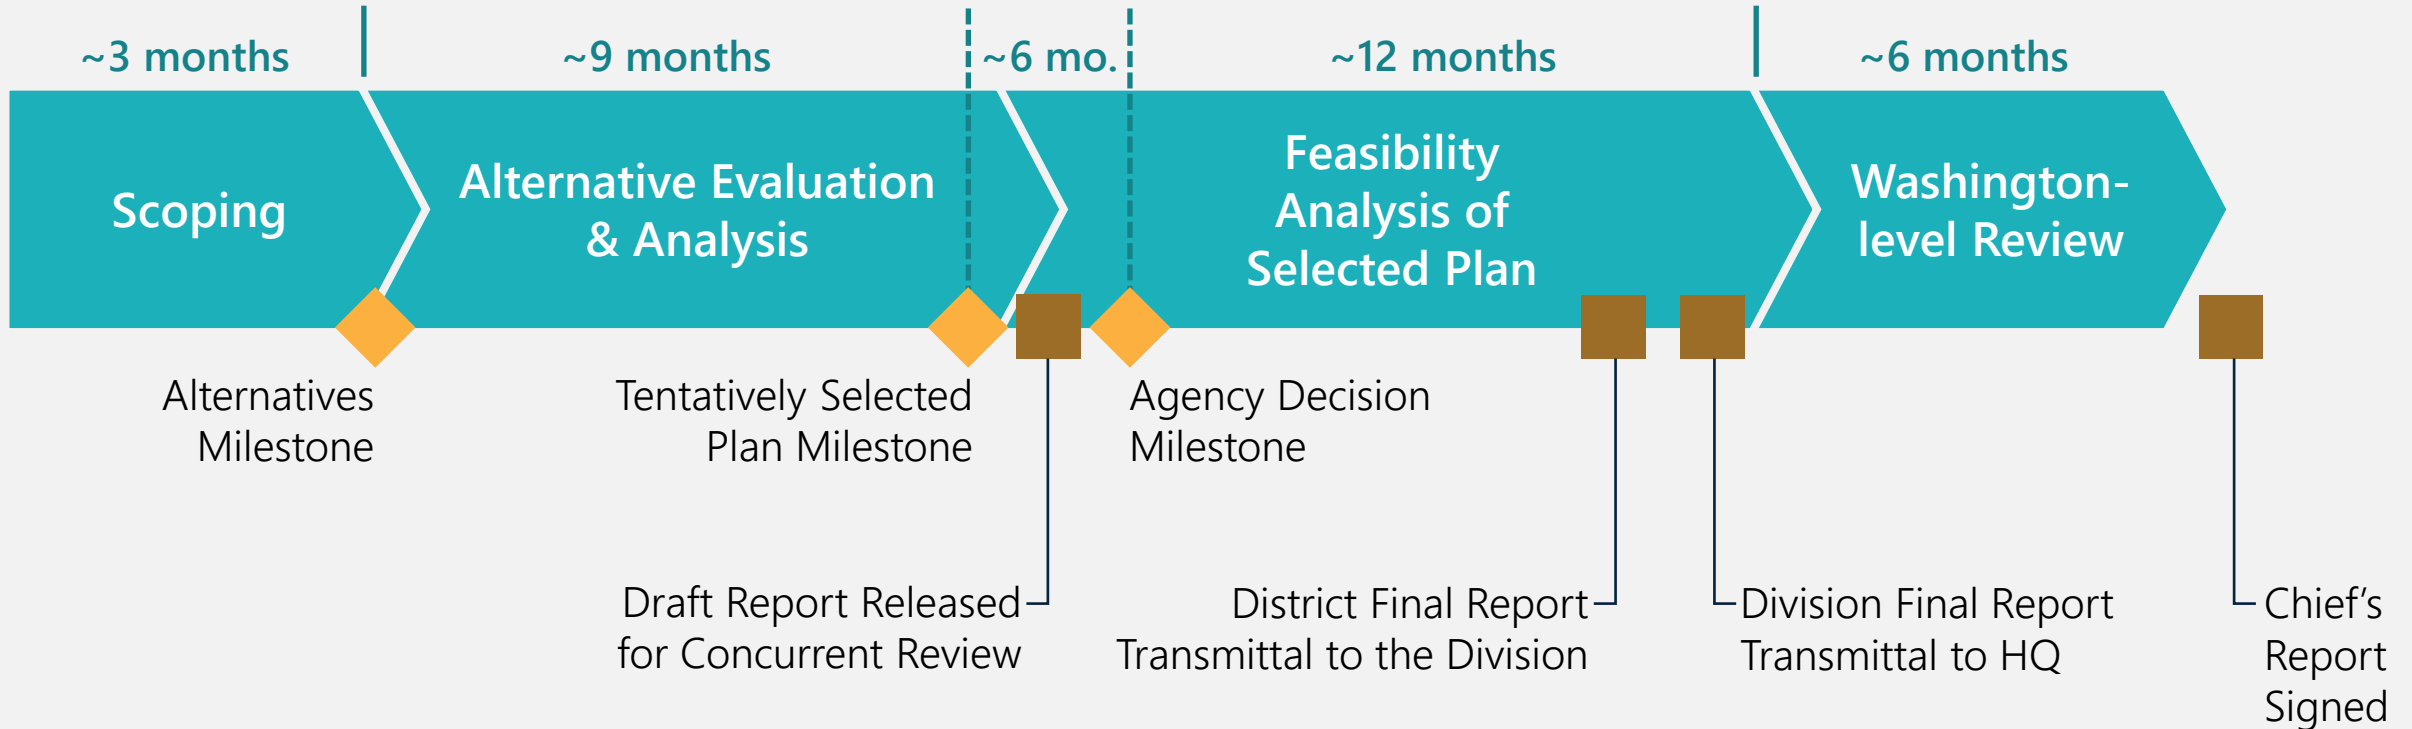 ~3 months
~9 months
~6 mo.
~12 months
~6 months
Scoping
Alternative Evaluation
& Analysis
Feasibility
Analysis of
Selected Plan
Washington-
level Review
Alternatives
Milestone
Tentatively Selected
Plan Milestone
Agency Decision
Milestone
Draft Report Released
for Concurrent Review
District Final Report
Transmittal to the Division
Division Final Report
Transmittal to HQ
Chief’s
Report
Signed